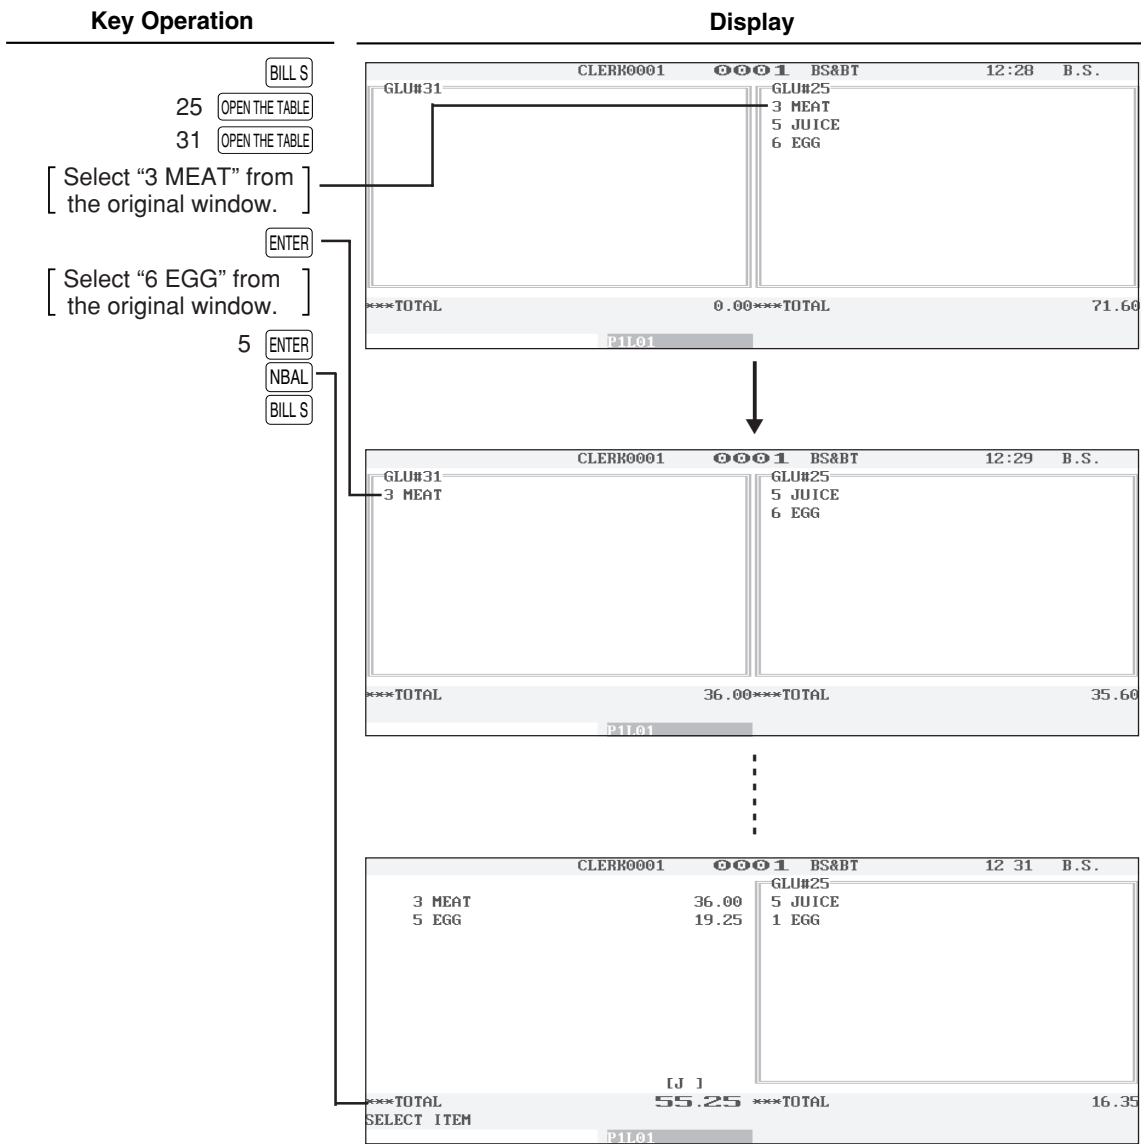 Key Operation
Display
BILL S
25 OPEN THE TABLE
31 OPEN THE TABLE
Select “3 MEAT” from
the original window.
ENTER
Select “6 EGG” from
the original window.
5 ENTER
NBAL
BILL S
CLERK0001 0001 BS&BT 12:28 B.S.
GLU#31 GLU#25
3 MEAT
5 JUICE
6 EGG
***TOTAL 0.00***TOTAL 71.60
P1L01
CLERK0001 0001 BS&BT 12:29 B.S.
GLU#31 GLU#25
3 MEAT 5 JUICE
6 EGG
***TOTAL 36.00***TOTAL 35.60
P1L01
CLERK0001 0001 BS&BT 12 31 B.S.
GLU#25
3 MEAT 36.00 5 JUICE
5 EGG 19.25 1 EGG
[J ]
***TOTAL 55.25 ***TOTAL 16.35
SELECT ITEM
P1L01